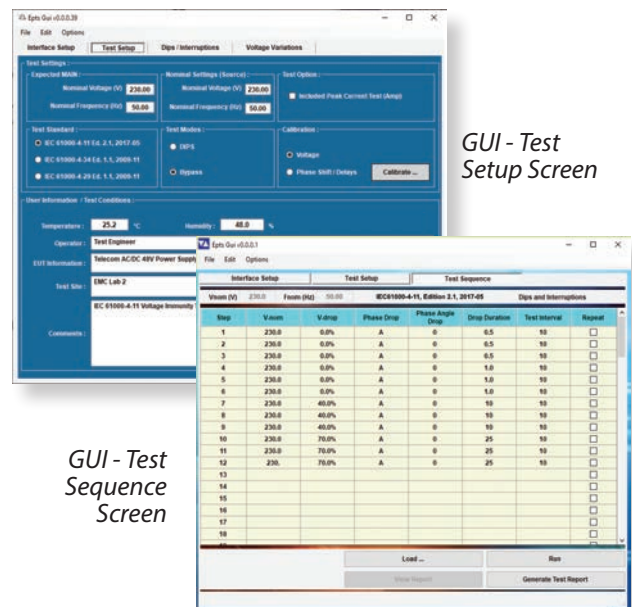 Epts Gui v0.0.0.39
File Edit Options
Interface Setup Test Setup Dips / Interruptions Voltage Variations
Test Settings :
Expected MAIN : Nominal Settings (Source) : Test Option :
Nominal Voltage (V) 230.00 Nominal Voltage (V) 230.00
Included Peak Current Test (Amp)
Nominal Frequency (Hz) 50.00 Nominal Frequency (Hz) 50.00
Test Standard : Test Modes : Calibration :
IEC 61000-4-11 Ed. 2.1, 2017-05 DIPS Voltage
IEC 61000-4-34 Ed. 1.1, 2009-11
IEC 61000-4-29 Ed. 1.1, 2009-11 Bypass Phase Shift / Delays Calibrate ...
User Information / Test Conditions :
Temperature : 25.2 °C Humidity : 48.0 %
Operator : Test Engineer
EUT Information : Telecom AC/DC 48V Power Supply
Test Site : EMC Lab 2
IEC 61000-4-11 Voltage Immunity
Comments :
GUI - Test
Setup Screen
Epts Gui v0.0.0.1
File Edit Options
Interface Setup Test Setup Test Sequence
Vnom (V) 230.0 Fnom (Hz) 50.00 IEC61000-4-11, Edition 2.1, 2017-05 Dips and Interruptions
Step V-nom V-drop Phase Drop Phase Angle Drop Drop Duration Test Interval Repeat
1 230.0 0.0% A 0 0.5 10
2 230.0 0.0% A 0 0.5 10
3 230.0 0.0% A 0 0.5 10
4 230.0 0.0% A 0 1.0 10
5 230.0 0.0% A 0 1.0 10
6 230.0 0.0% A 0 1.0 10
7 230.0 40.0% A 0 10 10
8 230.0 40.0% A 0 10 10
9 230.0 40.0% A 0 10 10
10 230.0 70.0% A 0 25 10
11 230.0 70.0% A 0 25 10
12 230. 70.0% A 0 25 10
13
14
15
16
17
18
Load ... Run
View Report Generate Test Report
GUI - Test
Sequence
Screen